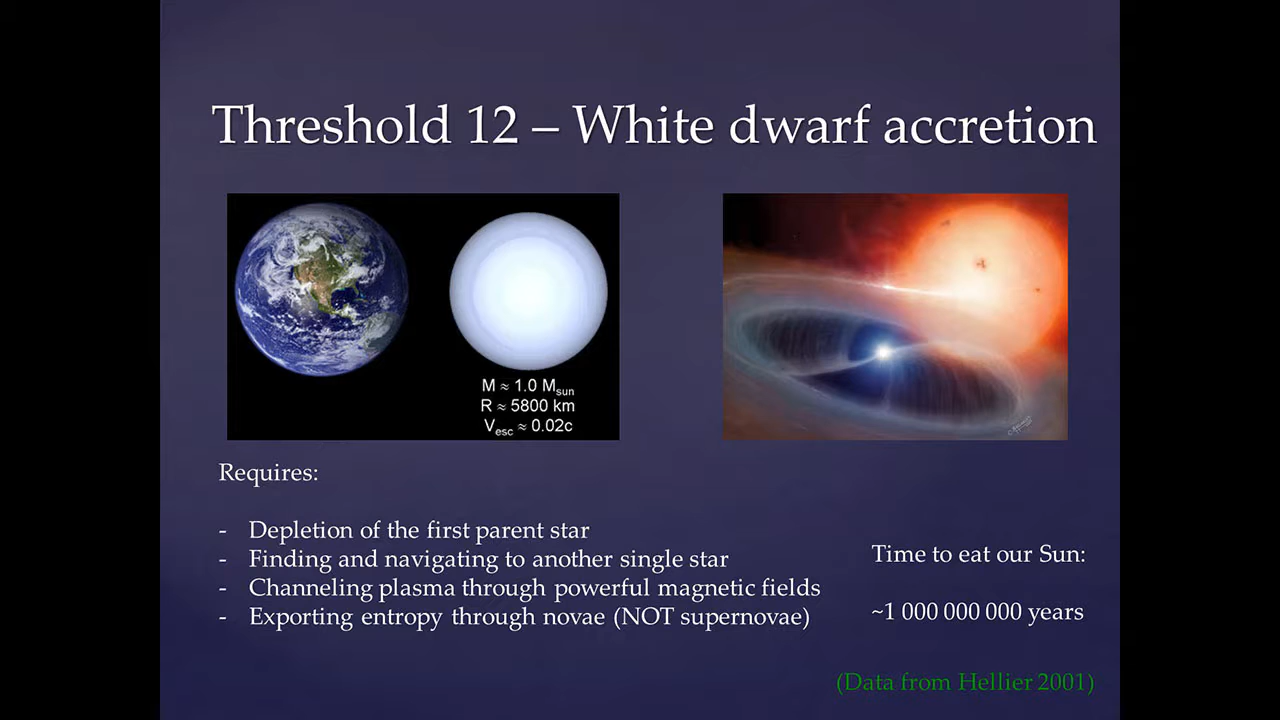 Threshold 12 – White dwarf accretion
M ≈ 1.0 Msun
R ≈ 5800 km
Vesc ≈ 0.02c
Requires:
- Depletion of the first parent star
- Finding and navigating to another single star
- Channeling plasma through powerful magnetic fields
- Exporting entropy through novae (NOT supernovae)
Time to eat our Sun:
~1 000 000 000 years
(Data from Hellier 2001)